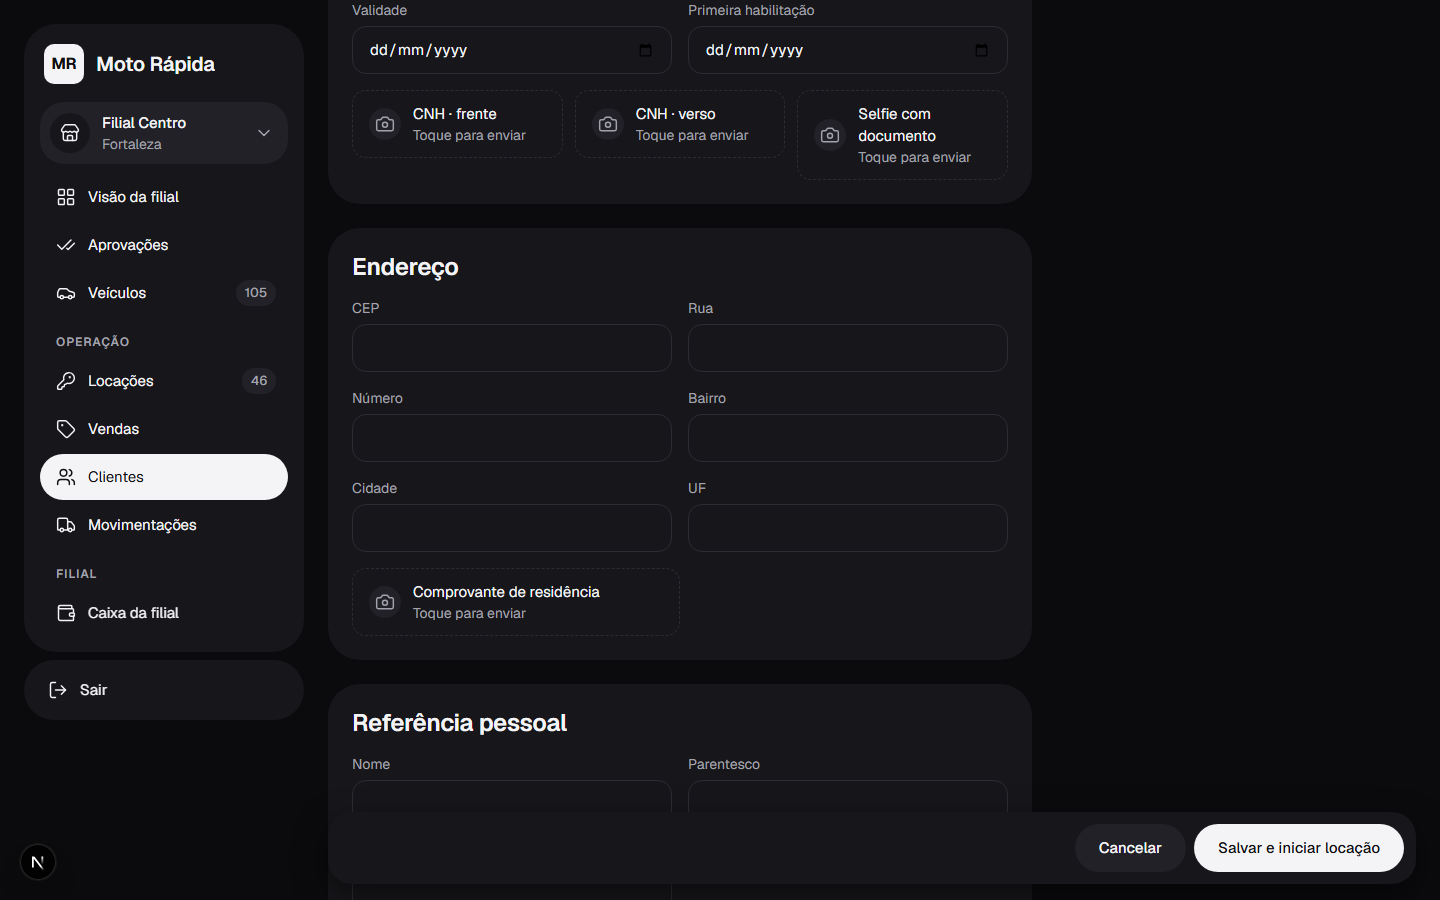 MR Moto Rápida
Filial Centro
Fortaleza
Visão da filial
Aprovações
Veículos 105
OPERAÇÃO
Locações 46
Vendas
Clientes
Movimentações
FILIAL
Caixa da filial
Sair
N
Validade Primeira habilitação
dd/mm/yyyy dd/mm/yyyy
CNH · frente
Toque para enviar
CNH · verso
Toque para enviar
Selfie com
documento
Toque para enviar
Endereço
CEP Rua
Número Bairro
Cidade UF
Comprovante de residência
Toque para enviar
Referência pessoal
Nome Parentesco
Cancelar Salvar e iniciar locação